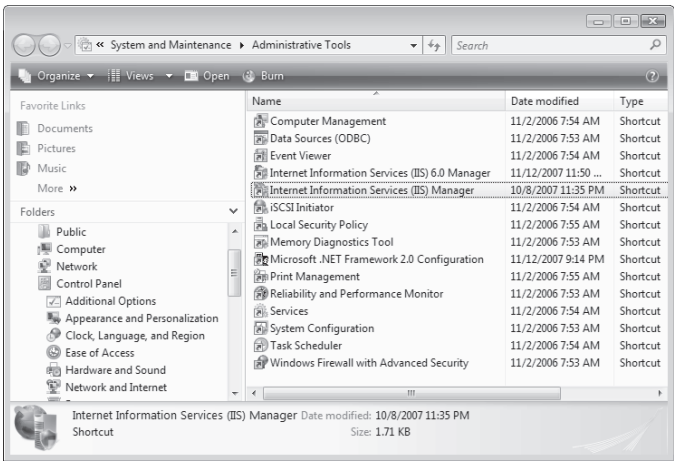 « System and Maintenance ▸ Administrative Tools
Search
Organize Views Open Burn
Favorite Links
Documents
Pictures
Music
More »
Folders
Public
Computer
Network
Control Panel
Additional Options
Appearance and Personalization
Clock, Language, and Region
Ease of Access
Hardware and Sound
Network and Internet
Name Date modified Type
Computer Management 11/2/2006 7:54 AM Shortcut
Data Sources (ODBC) 11/2/2006 7:53 AM Shortcut
Event Viewer 11/2/2006 7:54 AM Shortcut
Internet Information Services (IIS) 6.0 Manager 11/12/2007 11:50 ... Shortcut
Internet Information Services (IIS) Manager 10/8/2007 11:35 PM Shortcut
iSCSI Initiator 11/2/2006 7:54 AM Shortcut
Local Security Policy 11/2/2006 7:55 AM Shortcut
Memory Diagnostics Tool 11/2/2006 7:53 AM Shortcut
Microsoft .NET Framework 2.0 Configuration 11/12/2007 9:14 PM Shortcut
Print Management 11/2/2006 7:55 AM Shortcut
Reliability and Performance Monitor 11/2/2006 7:53 AM Shortcut
Services 11/2/2006 7:54 AM Shortcut
System Configuration 11/2/2006 7:53 AM Shortcut
Task Scheduler 11/2/2006 7:54 AM Shortcut
Windows Firewall with Advanced Security 11/2/2006 7:53 AM Shortcut
Internet Information Services (IIS) Manager Date modified: 10/8/2007 11:35 PM
Shortcut Size: 1.71 KB